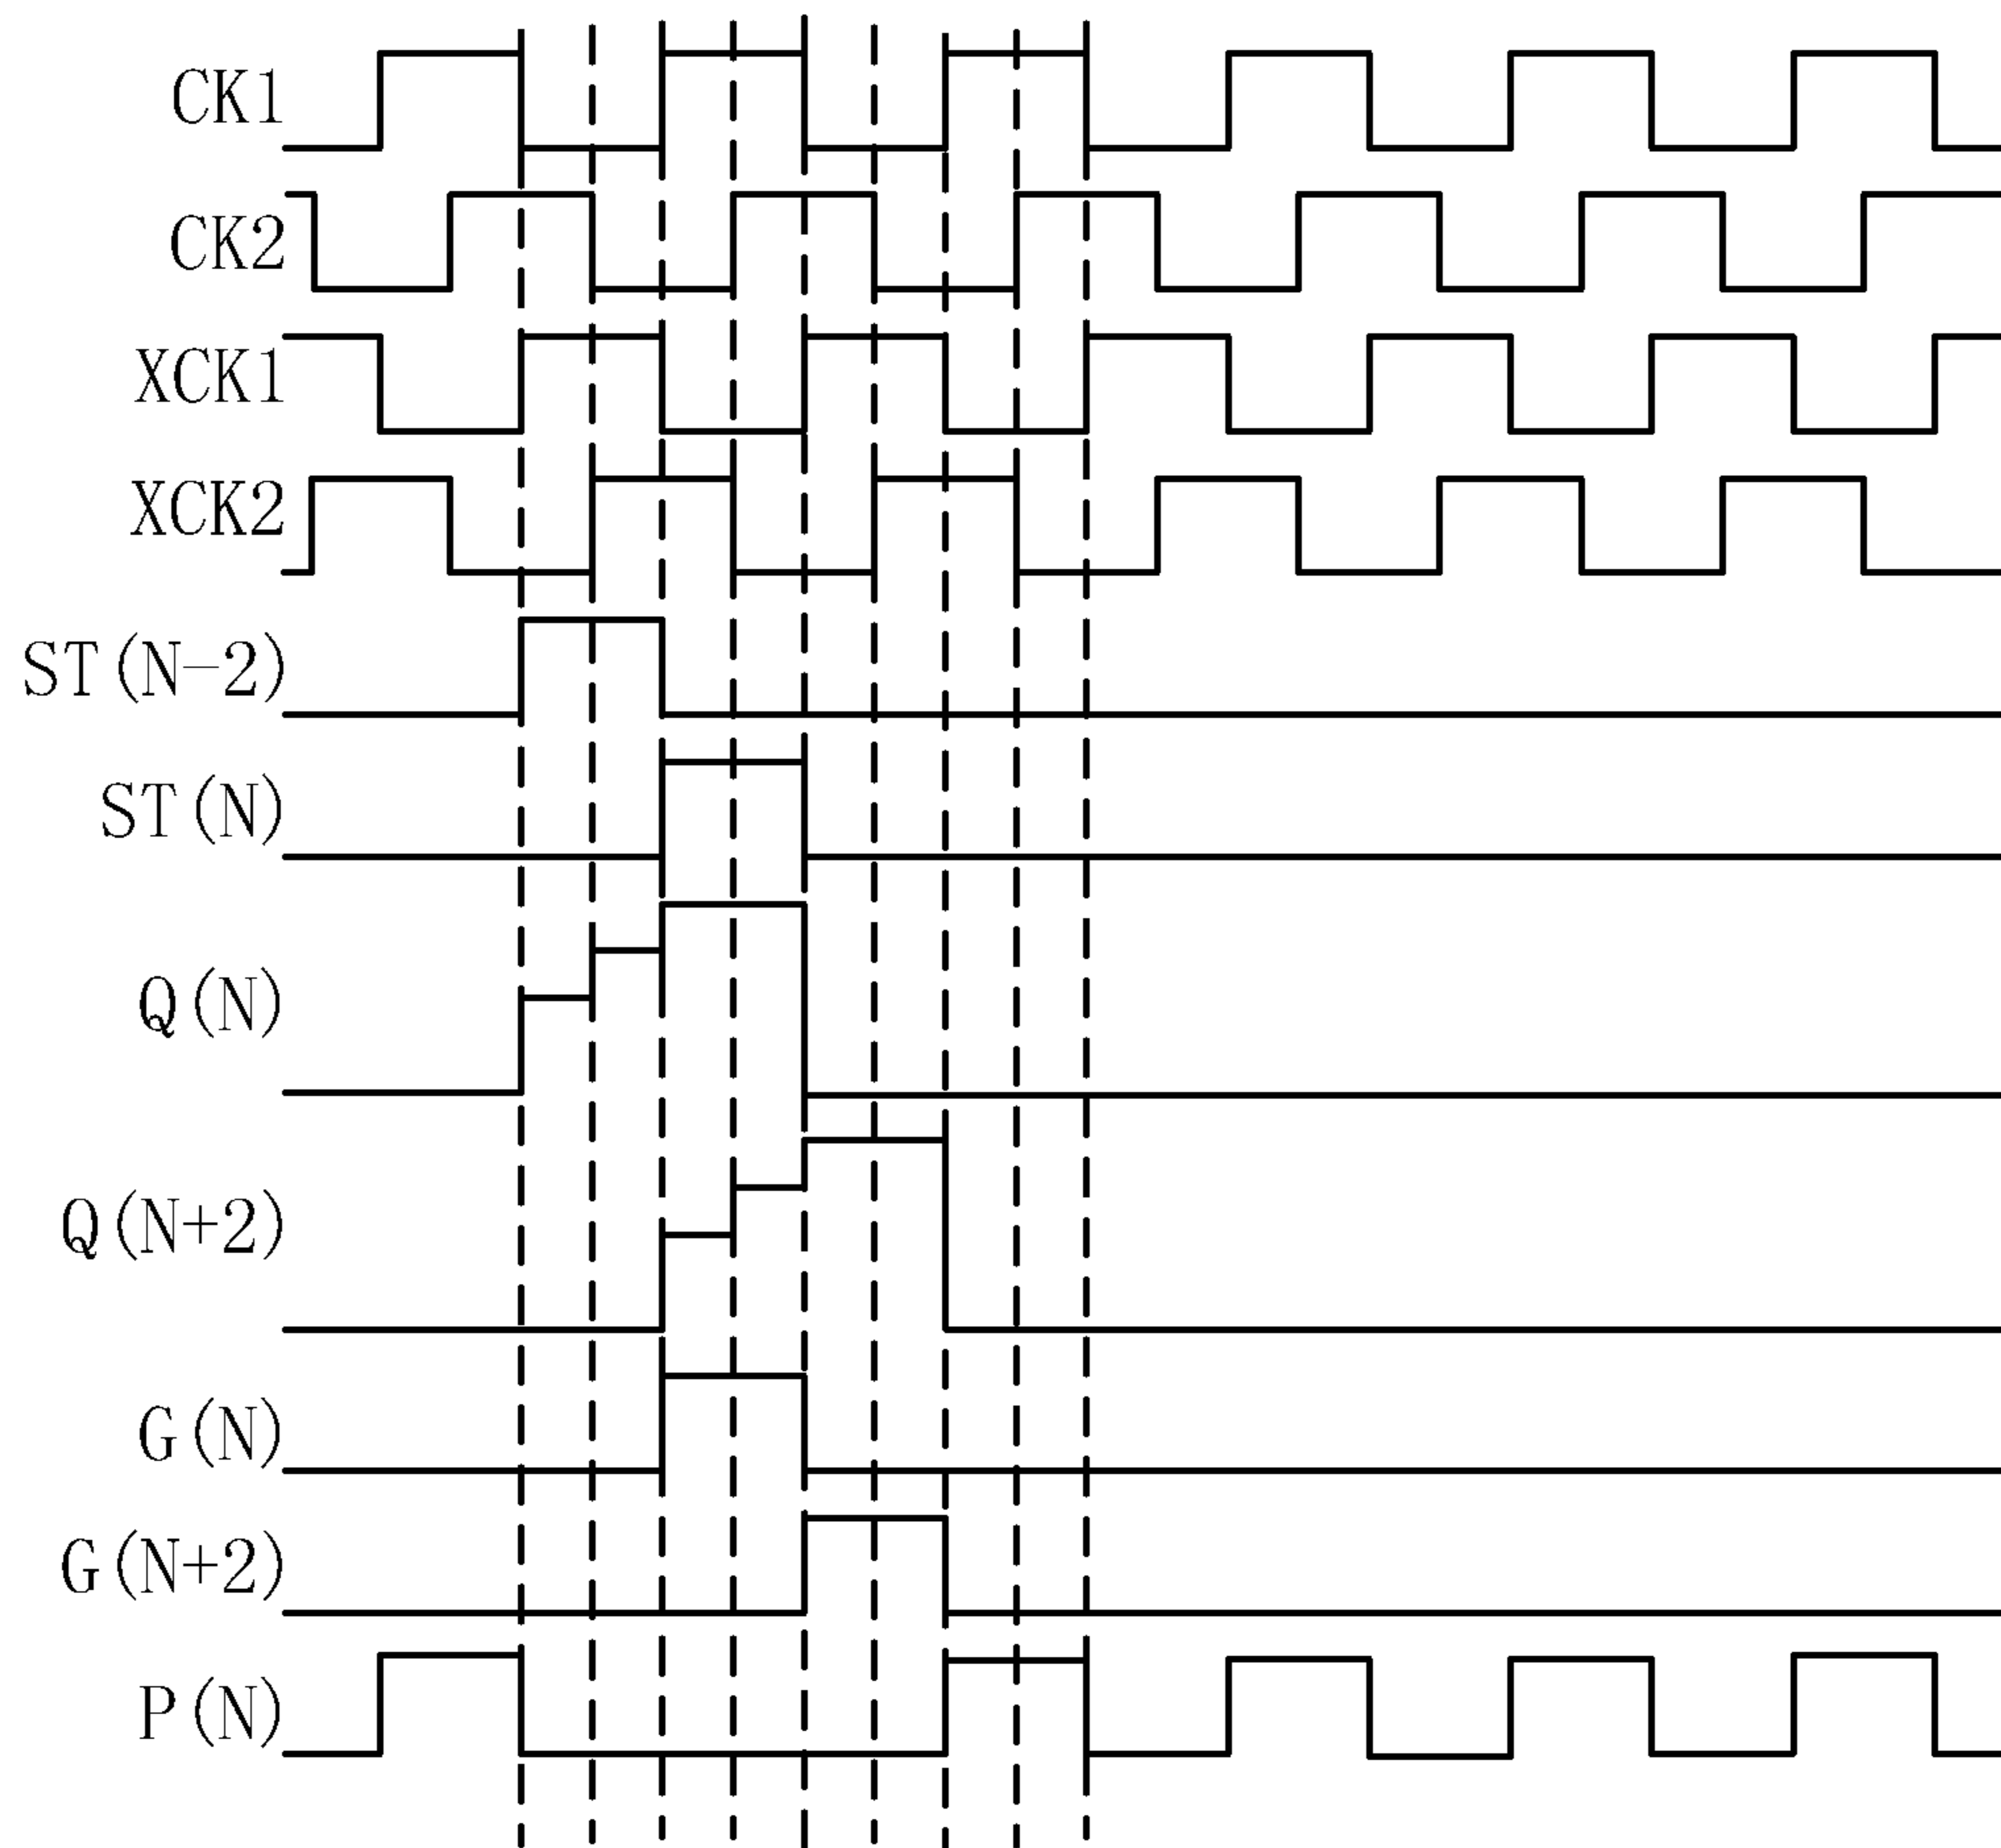 CK1
CK2
XCK1
XCK2
ST(N-2)
ST(N)
Q(N)
Q(N+2)
G(N)
G(N+2)
P(N)